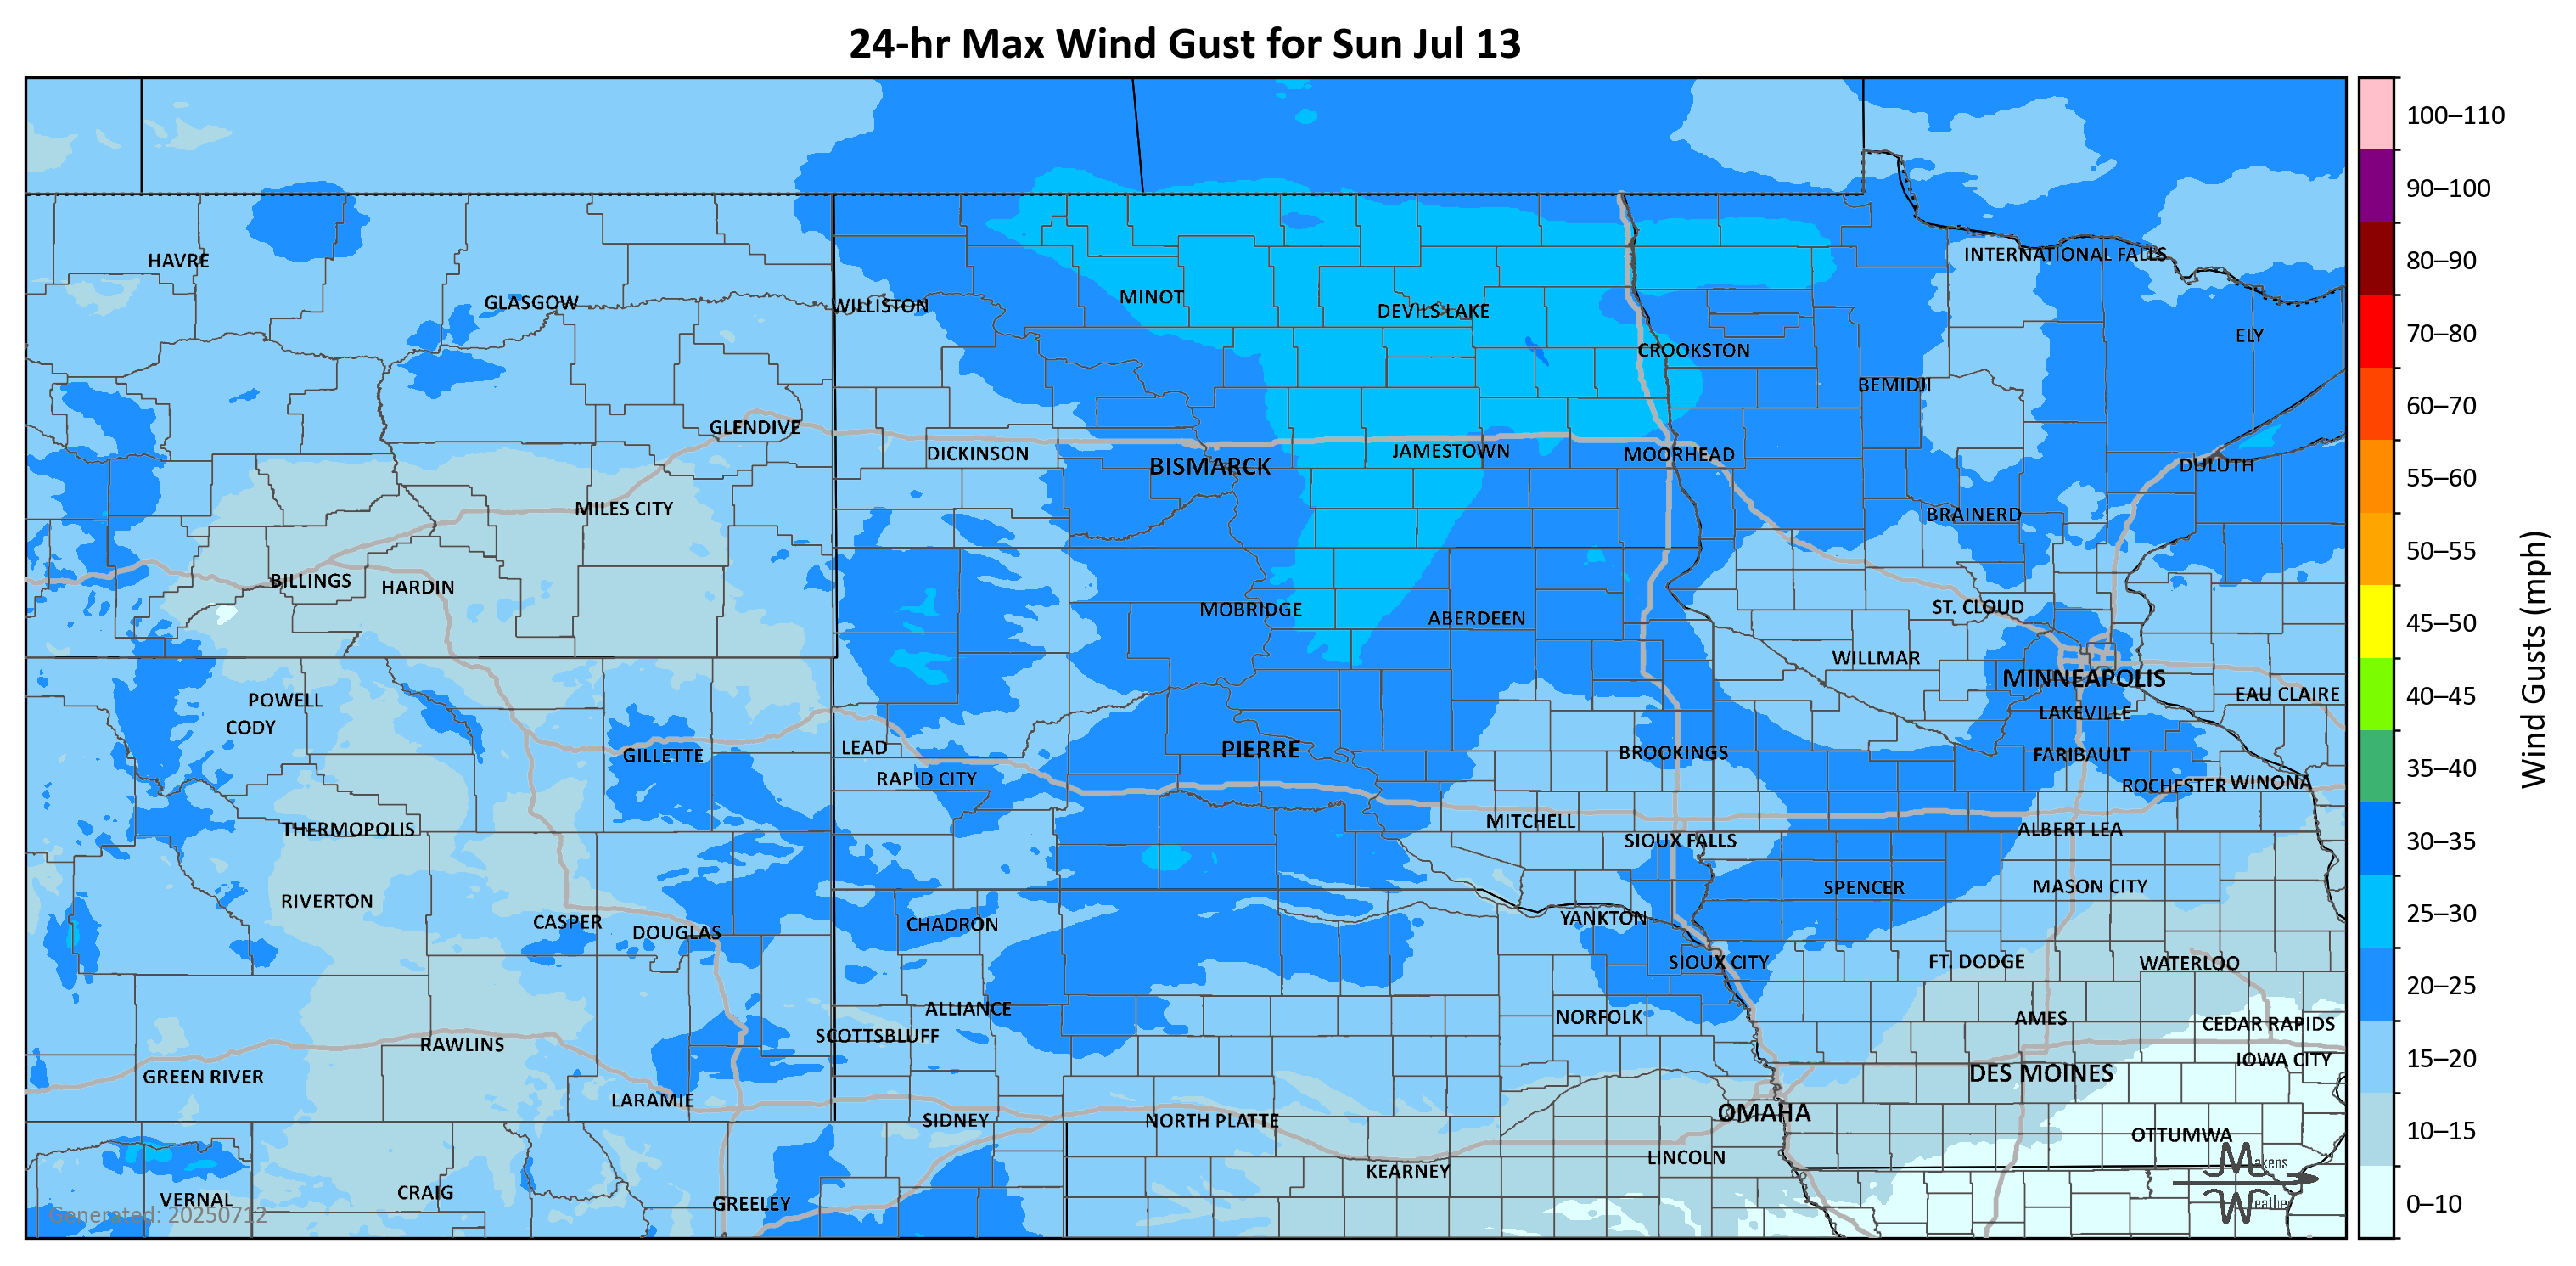 24-hr Max Wind Gust for Sun Jul 13
100–110
90–100
80–90
70–80
60–70
55–60
50–55
45–50
40–45
35–40
30–35
25–30
20–25
15–20
10–15
0–10
Wind Gusts (mph)
HAVRE
INTERNATIONAL FALLS
GLASGOW
WILLISTON
MINOT
DEVILS LAKE
ELY
CROOKSTON
BEMIDJI
GLENDIVE
DICKINSON
BISMARCK
JAMESTOWN
MOORHEAD
DULUTH
MILES CITY
BRAINERD
BILLINGS
HARDIN
MOBRIDGE
ABERDEEN
ST. CLOUD
WILLMAR
MINNEAPOLIS
EAU CLAIRE
POWELL
CODY
LAKEVILLE
GILLETTE
LEAD
PIERRE
BROOKINGS
FARIBAULT
RAPID CITY
ROCHESTER
WINONA
THERMOPOLIS
MITCHELL
SIOUX FALLS
ALBERT LEA
RIVERTON
SPENCER
MASON CITY
CASPER
DOUGLAS
CHADRON
YANKTON
SIOUX CITY
FT. DODGE
WATERLOO
ALLIANCE
SCOTTSBLUFF
NORFOLK
AMES
CEDAR RAPIDS
RAWLINS
IOWA CITY
GREEN RIVER
DES MOINES
LARAMIE
SIDNEY
NORTH PLATTE
OMAHA
OTTUMWA
KEARNEY
LINCOLN
VERNAL
CRAIG
GREELEY
Makens
Weather
Generated: 20250712